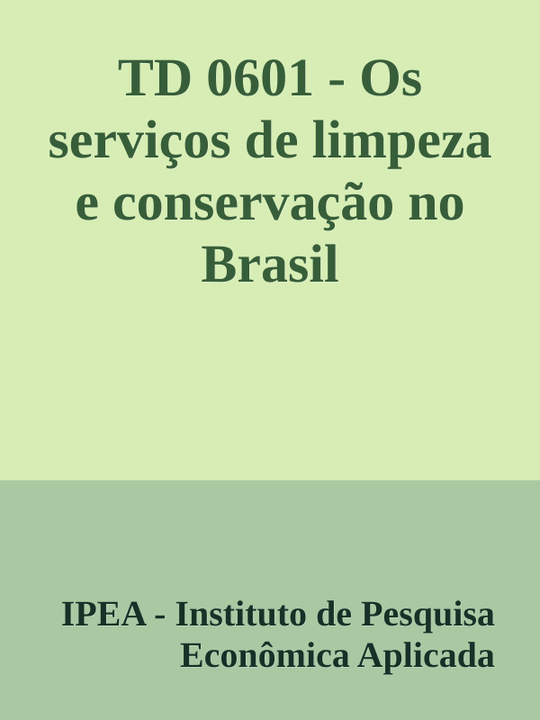 TD 0601 - Os
serviços de limpeza
e conservação no
Brasil
IPEA - Instituto de Pesquisa
Econômica Aplicada